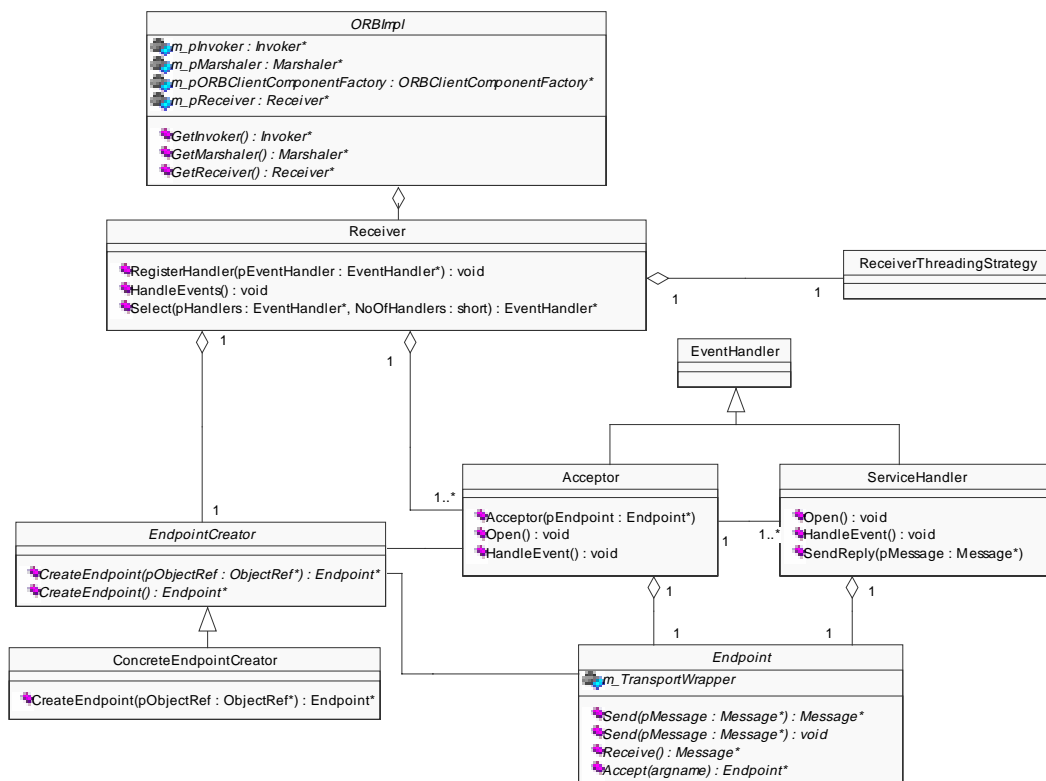 ORBImpl
m_pInvoker : Invoker*
m_pMarshaler : Marshaler*
m_pORBClientComponentFactory : ORBClientComponentFactory*
m_pReceiver : Receiver*
GetInvoker() : Invoker*
GetMarshaler() : Marshaler*
GetReceiver() : Receiver*
Receiver
RegisterHandler(pEventHandler : EventHandler*) : void
HandleEvents() : void
Select(pHandlers : EventHandler*, NoOfHandlers : short) : EventHandler*
1
1
ReceiverThreadingStrategy
1
1
EventHandler
1..*
1
Acceptor
Acceptor(pEndpoint : Endpoint*)
Open() : void
HandleEvent() : void
1
1..*
ServiceHandler
Open() : void
HandleEvent() : void
SendReply(pMessage : Message*)
EndpointCreator
CreateEndpoint(pObjectRef : ObjectRef*) : Endpoint*
CreateEndpoint() : Endpoint*
1
1
1
1
ConcreteEndpointCreator
CreateEndpoint(pObjectRef : ObjectRef*) : Endpoint*
Endpoint
m_TransportWrapper
Send(pMessage : Message*) : Message*
Send(pMessage : Message*) : void
Receive() : Message*
Accept(argname) : Endpoint*